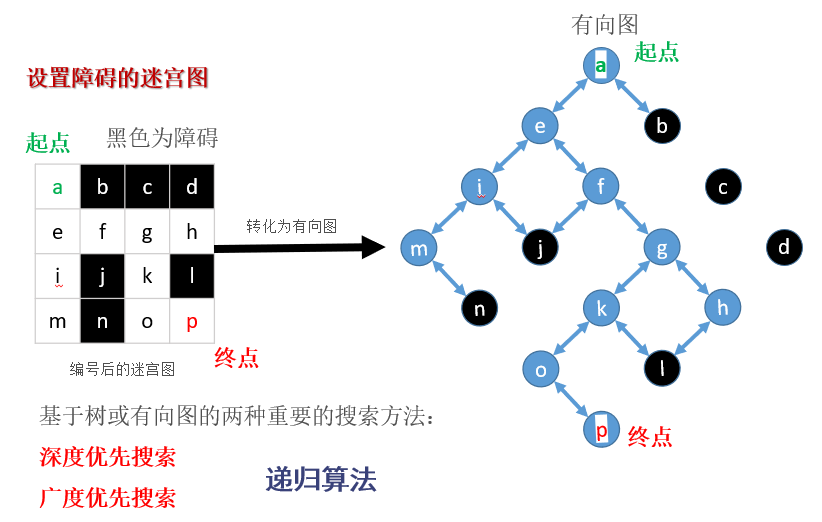 设置障碍的迷宫图
起点
黑色为障碍
a b c d
e f g h
i j k l
m n o p
终点
编号后的迷宫图
转化为有向图
有向图
a
起点
e
b
i
f
c
m
j
g
d
n
k
h
o
l
p
终点
基于树或有向图的两种重要的搜索方法：
深度优先搜索
广度优先搜索
递归算法